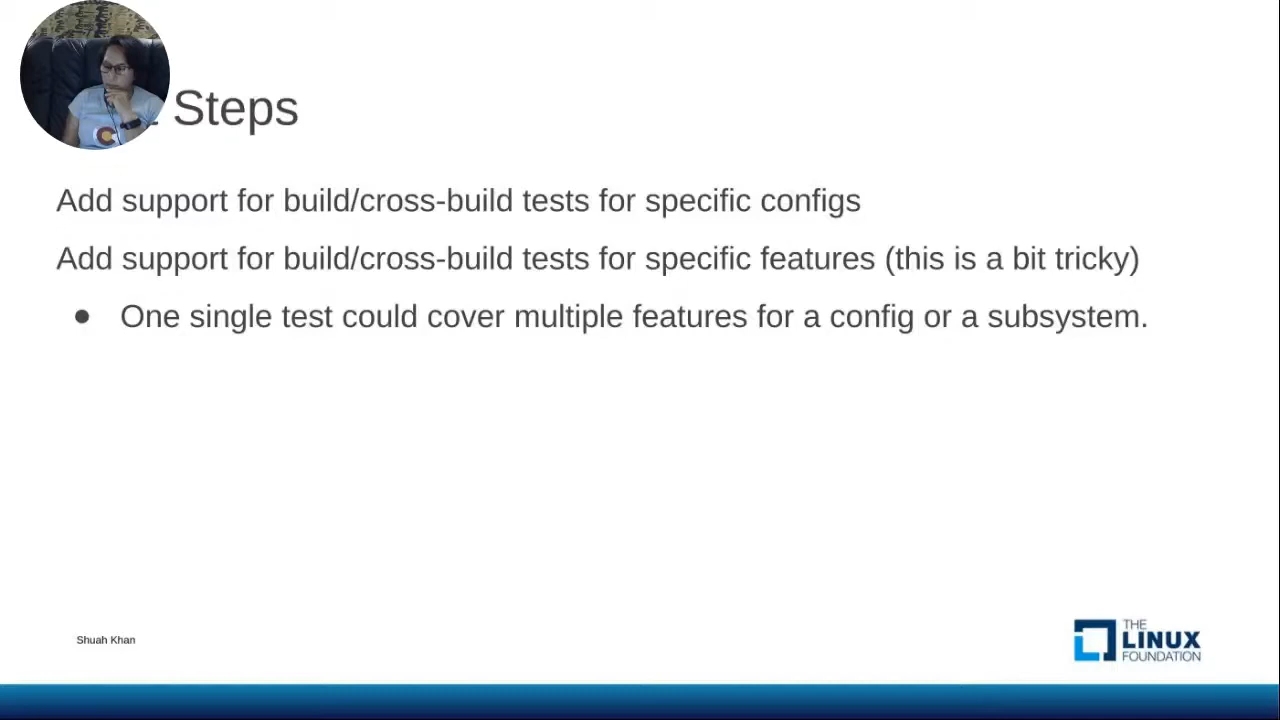 Steps
Add support for build/cross-build tests for specific configs
Add support for build/cross-build tests for specific features (this is a bit tricky)
● One single test could cover multiple features for a config or a subsystem.
Shuah Khan
THE
LINUX
FOUNDATION